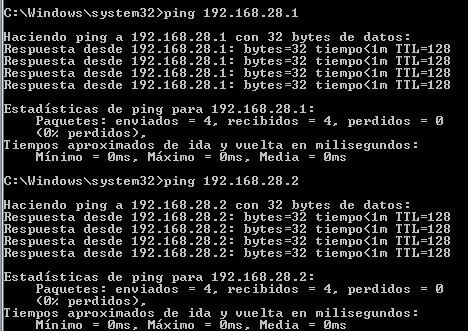 C:\Windows\system32>ping 192.168.28.1
Haciendo ping a 192.168.28.1 con 32 bytes de datos:
Respuesta desde 192.168.28.1: bytes=32 tiempo<1m TTL=128
Respuesta desde 192.168.28.1: bytes=32 tiempo<1m TTL=128
Respuesta desde 192.168.28.1: bytes=32 tiempo<1m TTL=128
Respuesta desde 192.168.28.1: bytes=32 tiempo<1m TTL=128
Estadísticas de ping para 192.168.28.1:
Paquetes: enviados = 4, recibidos = 4, perdidos = 0
(0% perdidos),
Tiempos aproximados de ida y vuelta en milisegundos:
Mínimo = 0ms, Máximo = 0ms, Media = 0ms
C:\Windows\system32>ping 192.168.28.2
Haciendo ping a 192.168.28.2 con 32 bytes de datos:
Respuesta desde 192.168.28.2: bytes=32 tiempo<1m TTL=128
Respuesta desde 192.168.28.2: bytes=32 tiempo<1m TTL=128
Respuesta desde 192.168.28.2: bytes=32 tiempo<1m TTL=128
Respuesta desde 192.168.28.2: bytes=32 tiempo<1m TTL=128
Estadísticas de ping para 192.168.28.2:
Paquetes: enviados = 4, recibidos = 4, perdidos = 0
(0% perdidos),
Tiempos aproximados de ida y vuelta en milisegundos:
Mínimo = 0ms, Máximo = 0ms, Media = 0ms